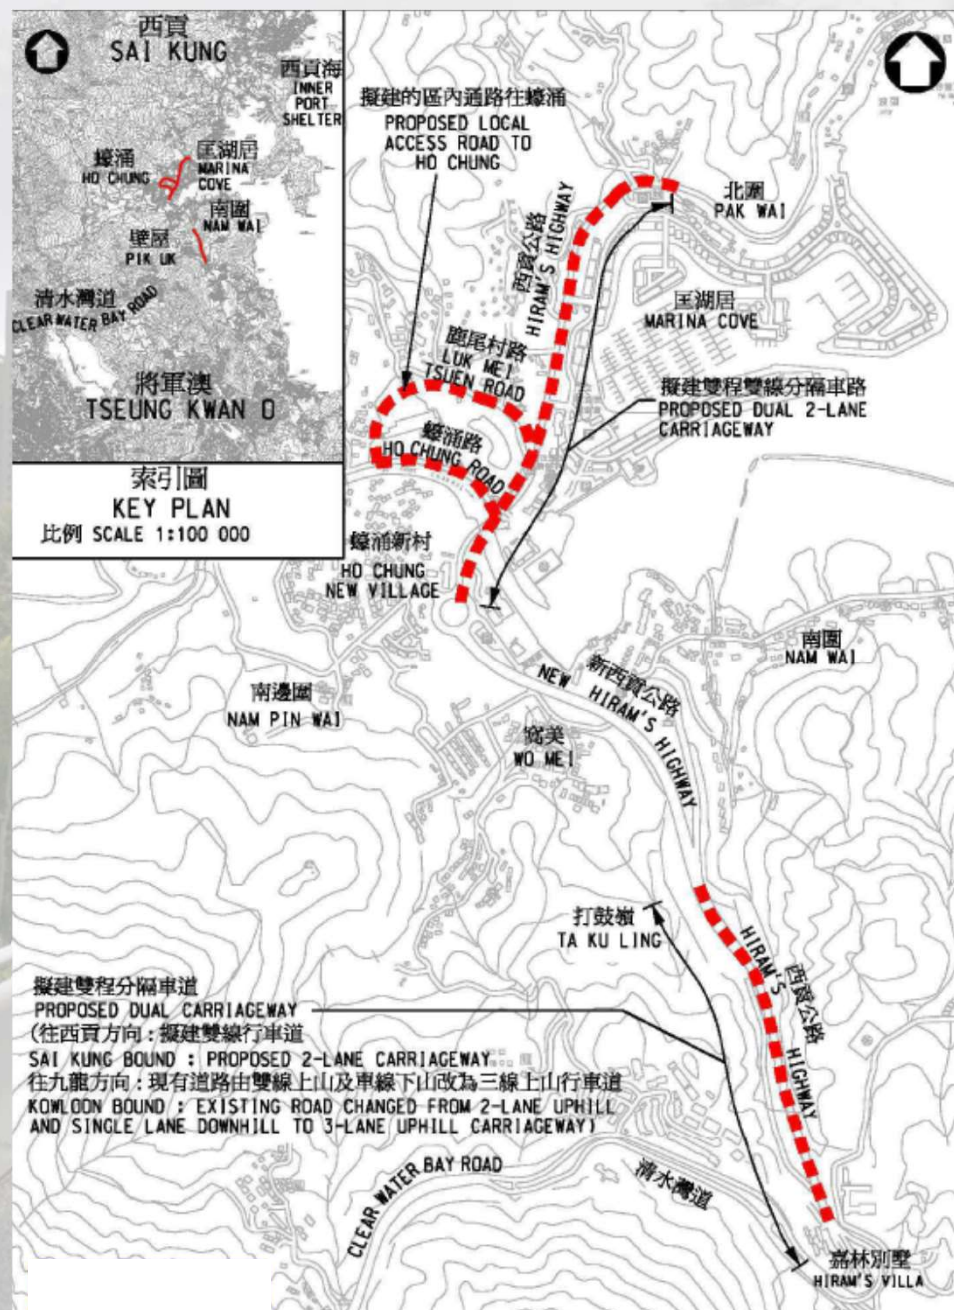 西貢
SAI KUNG
西貢海
INNER
PORT
SHELTER
蠔涌
HO CHUNG
匡湖居
MARINA
COVE
南圍
NAM WAI
壁屋
PIK UK
清水灣道
CLEAR WATER BAY ROAD
將軍澳
TSEUNG KWAN O
索引圖
KEY PLAN
比例 SCALE 1:100 000
擬建的區內通路往蠔涌
PROPOSED LOCAL
ACCESS ROAD TO
HO CHUNG
西貢公路
HIRAM'S HIGHWAY
北圍
PAK WAI
匡湖居
MARINA COVE
鹿尾村路
LUK MEI
TSUEN ROAD
擬建雙程雙線分隔車路
PROPOSED DUAL 2-LANE
CARRIAGEWAY
蠔涌路
HO CHUNG ROAD
蠔涌新村
HO CHUNG
NEW VILLAGE
南圍
NAM WAI
新西貢公路
NEW HIRAM'S HIGHWAY
南邊圍
NAM PIN WAI
窩美
WO MEI
打鼓嶺
TA KU LING
西貢公路
HIRAM'S HIGHWAY
擬建雙程分隔車道
PROPOSED DUAL CARRIAGEWAY
(往西貢方向：擬建雙線行車道
SAI KUNG BOUND : PROPOSED 2-LANE CARRIAGEWAY
往九龍方向：現有道路由雙線上山及單線下山改為三線上山行車道
KOWLOON BOUND : EXISTING ROAD CHANGED FROM 2-LANE UPHILL
AND SINGLE LANE DOWNHILL TO 3-LANE UPHILL CARRIAGEWAY)
CLEAR WATER BAY ROAD
清水灣道
嘉林別墅
HIRAM'S VILLA